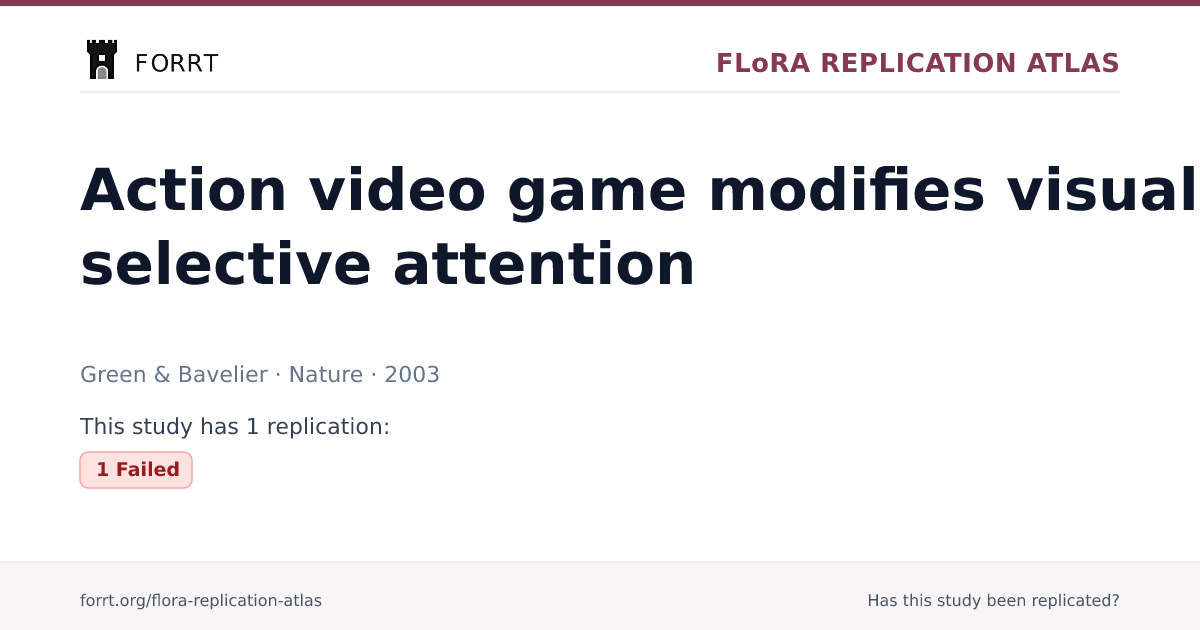 FORRT
FLoRA REPLICATION ATLAS
Action video game modifies visual
selective attention
Green & Bavelier · Nature · 2003
This study has 1 replication:
1 Failed
forrt.org/flora-replication-atlas
Has this study been replicated?